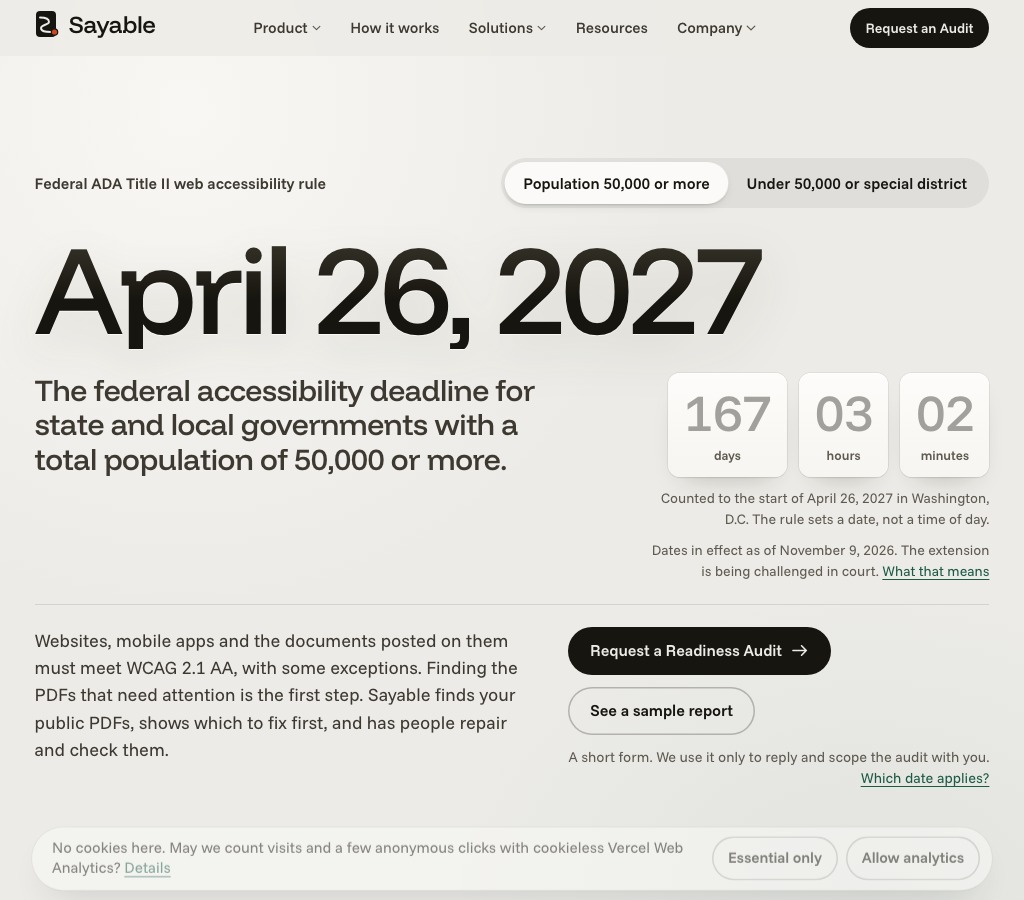 Sayable
Product
How it works
Solutions
Resources
Company
Request an Audit
Federal ADA Title II web accessibility rule
Population 50,000 or more
Under 50,000 or special district
April 26, 2027
The federal accessibility deadline for
state and local governments with a
total population of 50,000 or more.
167
days
03
hours
02
minutes
Counted to the start of April 26, 2027 in Washington,
D.C. The rule sets a date, not a time of day.
Dates in effect as of November 9, 2026. The extension
is being challenged in court. What that means
Websites, mobile apps and the documents posted on them
must meet WCAG 2.1 AA, with some exceptions. Finding the
PDFs that need attention is the first step. Sayable finds your
public PDFs, shows which to fix first, and has people repair
and check them.
Request a Readiness Audit →
See a sample report
A short form. We use it only to reply and scope the audit with you.
Which date applies?
No cookies here. May we count visits and a few anonymous clicks with cookieless Vercel Web
Analytics? Details
Essential only
Allow analytics